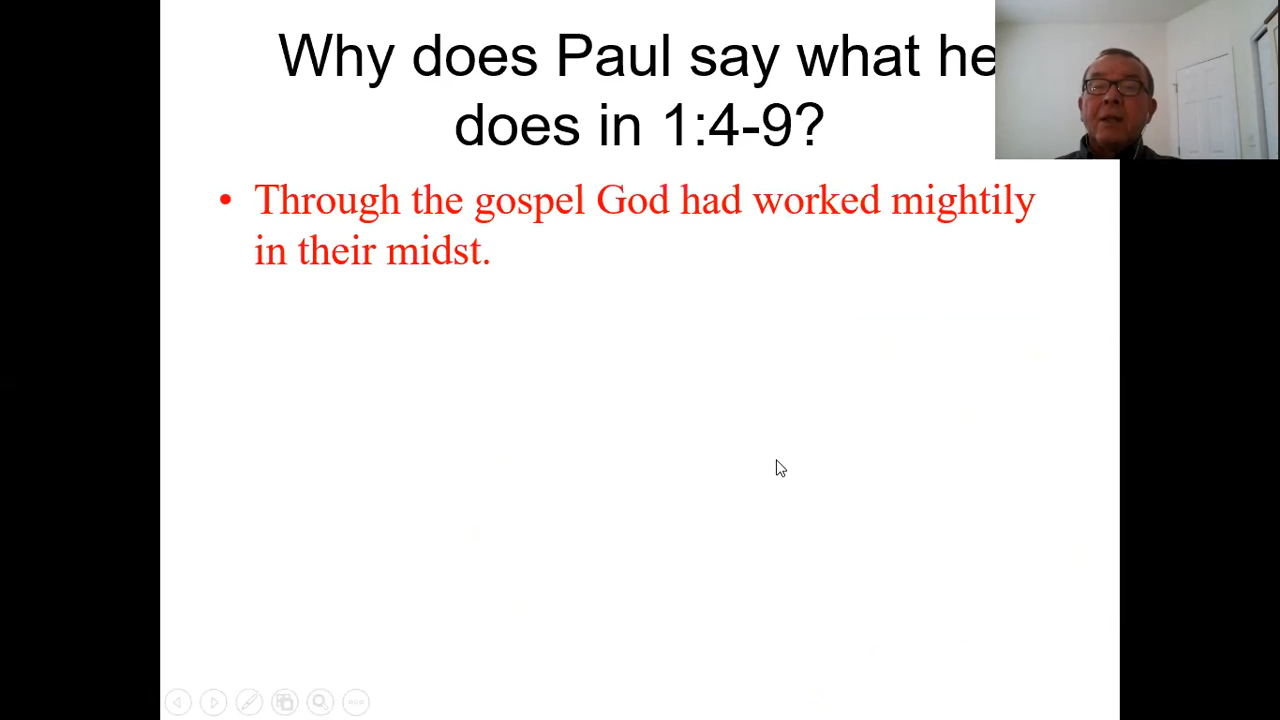 Why does Paul say what he
does in 1:4-9?
• Through the gospel God had worked mightily
in their midst.